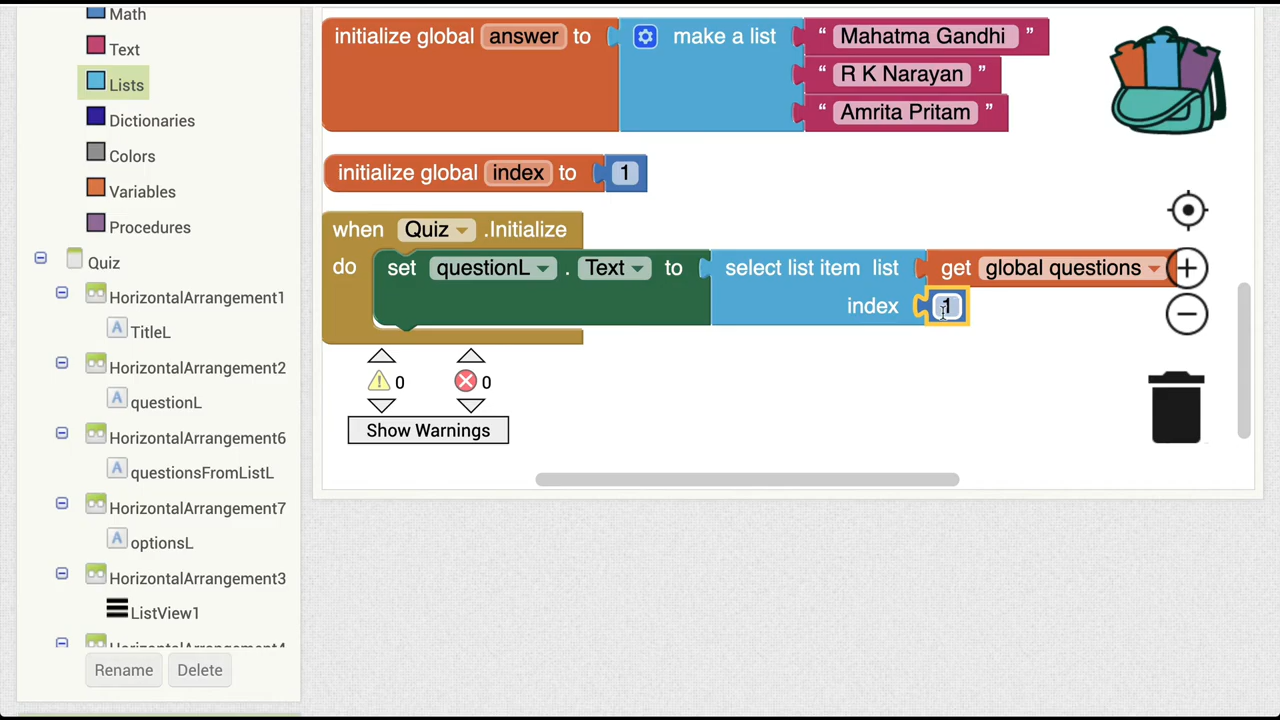 Math
Text
Lists
Dictionaries
Colors
Variables
Procedures
Quiz
HorizontalArrangement1
TitleL
HorizontalArrangement2
questionL
HorizontalArrangement6
questionsFromListL
HorizontalArrangement7
optionsL
HorizontalArrangement3
ListView1
HorizontalArrangement4
Rename Delete
initialize global answer to make a list “ Mahatma Gandhi ”
“ R K Narayan ”
“ Amrita Pritam ”
initialize global index to 1
when Quiz .Initialize
do set questionL . Text to select list item list get global questions
index 1
0 0
Show Warnings